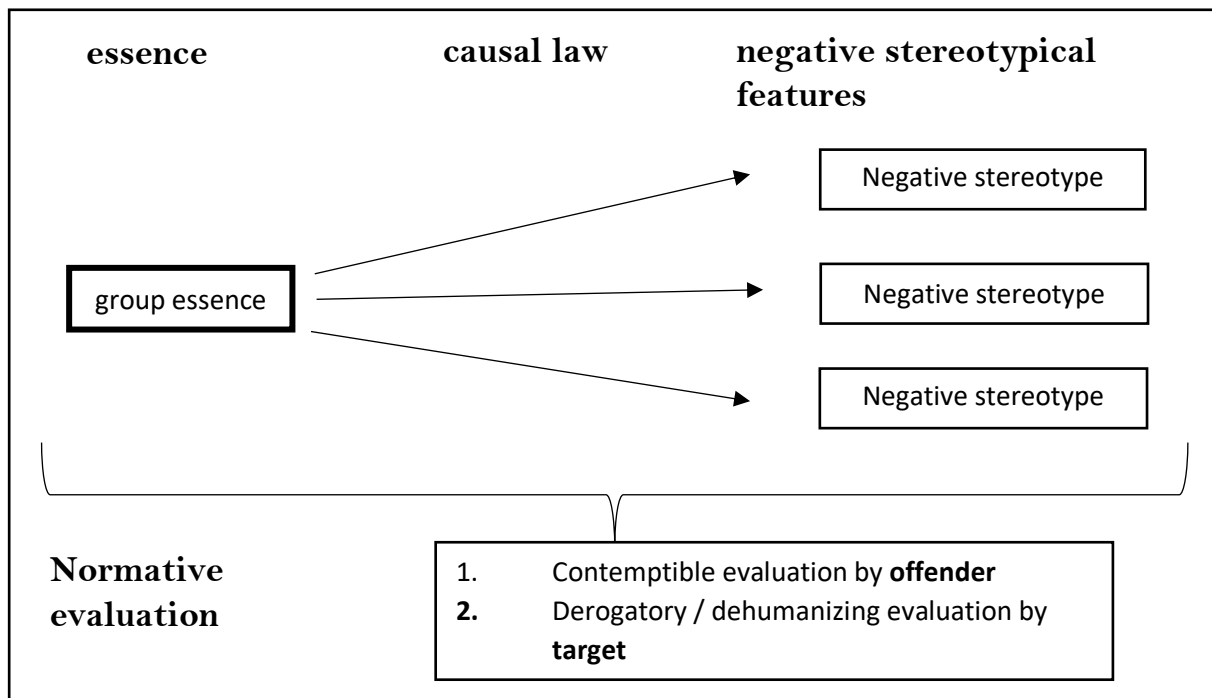 essence
causal law
negative stereotypical
features
Negative stereotype
group essence
Negative stereotype
Negative stereotype
Normative
evaluation
1. Contemptible evaluation by offender
2. Derogatory / dehumanizing evaluation by
target